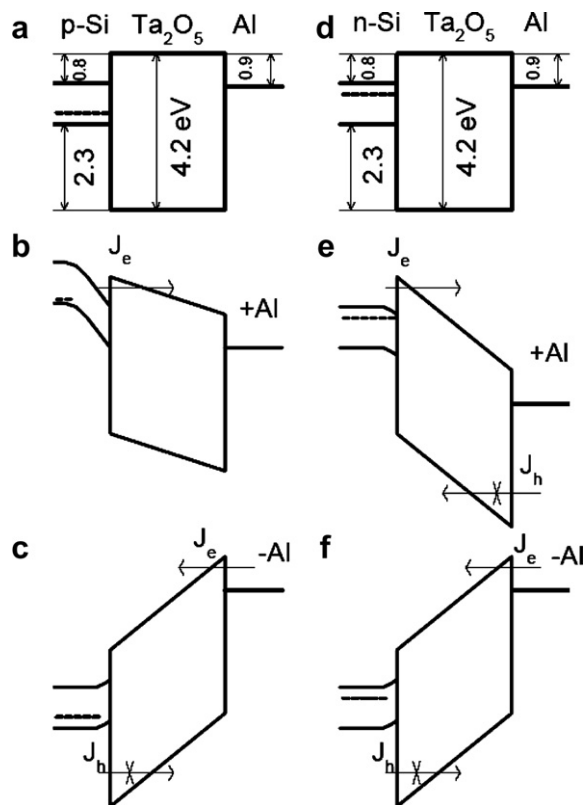 a p-Si Ta₂O₅ Al
0.8
0.9
4.2 eV
2.3
d n-Si Ta₂O₅ Al
0.8
0.9
4.2 eV
2.3
b
Jₑ
+Al
e
Jₑ
+Al
Jₕ
c
Jₑ -Al
Jₕ
f
Jₑ -Al
Jₕ